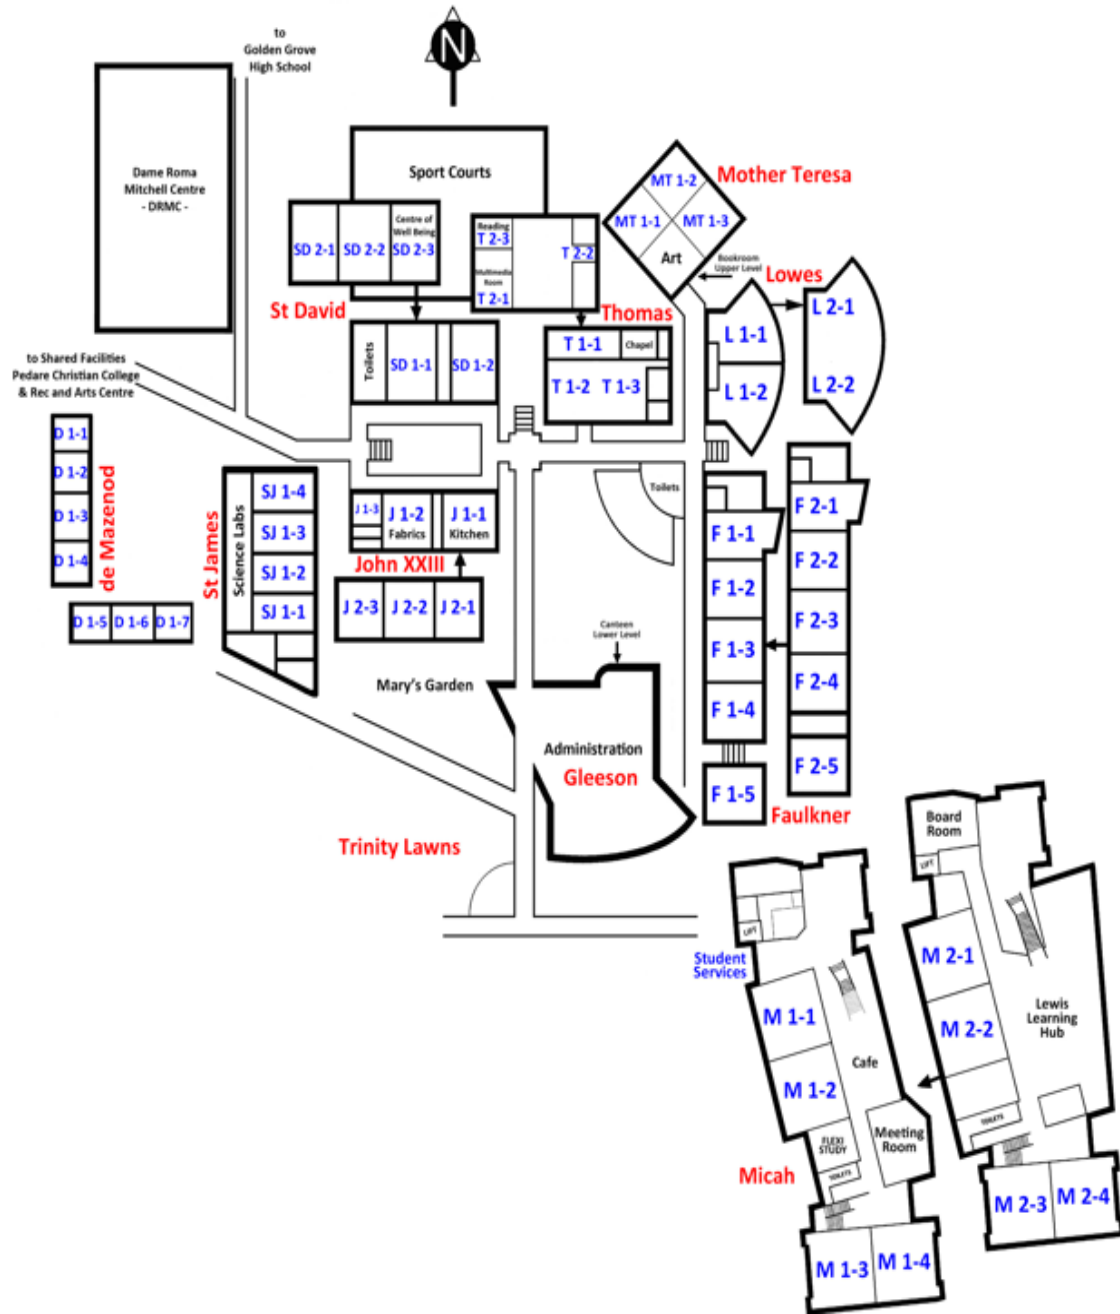 to
Golden Grove
High School
N
Dame Roma
Mitchell Centre
- DRMC -
Sport Courts
Mother Teresa
MT 1-2
MT 1-1
MT 1-3
Art
Bookroom
Upper Level
SD 2-1
SD 2-2
Centre of
Well Being
SD 2-3
Reading
T 2-3
T 2-2
Multimedia
Room
T 2-1
St David
Thomas
Lowes
L 1-1
L 1-2
L 2-1
L 2-2
Toilets
SD 1-1
SD 1-2
T 1-1
Chapel
T 1-2
T 1-3
to Shared Facilities
Pedare Christian College
& Rec and Arts Centre
D 1-1
D 1-2
D 1-3
D 1-4
de Mazenod
D 1-5
D 1-6
D 1-7
St James
Science Labs
SJ 1-4
SJ 1-3
SJ 1-2
SJ 1-1
J 1-3
J 1-2
Fabrics
J 1-1
Kitchen
John XXIII
J 2-3
J 2-2
J 2-1
Toilets
F 1-1
F 1-2
F 1-3
F 1-4
F 1-5
F 2-1
F 2-2
F 2-3
F 2-4
F 2-5
Faulkner
Canteen
Lower Level
Mary's Garden
Administration
Gleeson
Trinity Lawns
Board
Room
LIFT
M 2-1
M 2-2
Lewis
Learning
Hub
TOILETS
M 2-3
M 2-4
LIFT
Student
Services
M 1-1
M 1-2
Cafe
FLEXI
STUDY
Meeting
Room
TOILETS
Micah
M 1-3
M 1-4